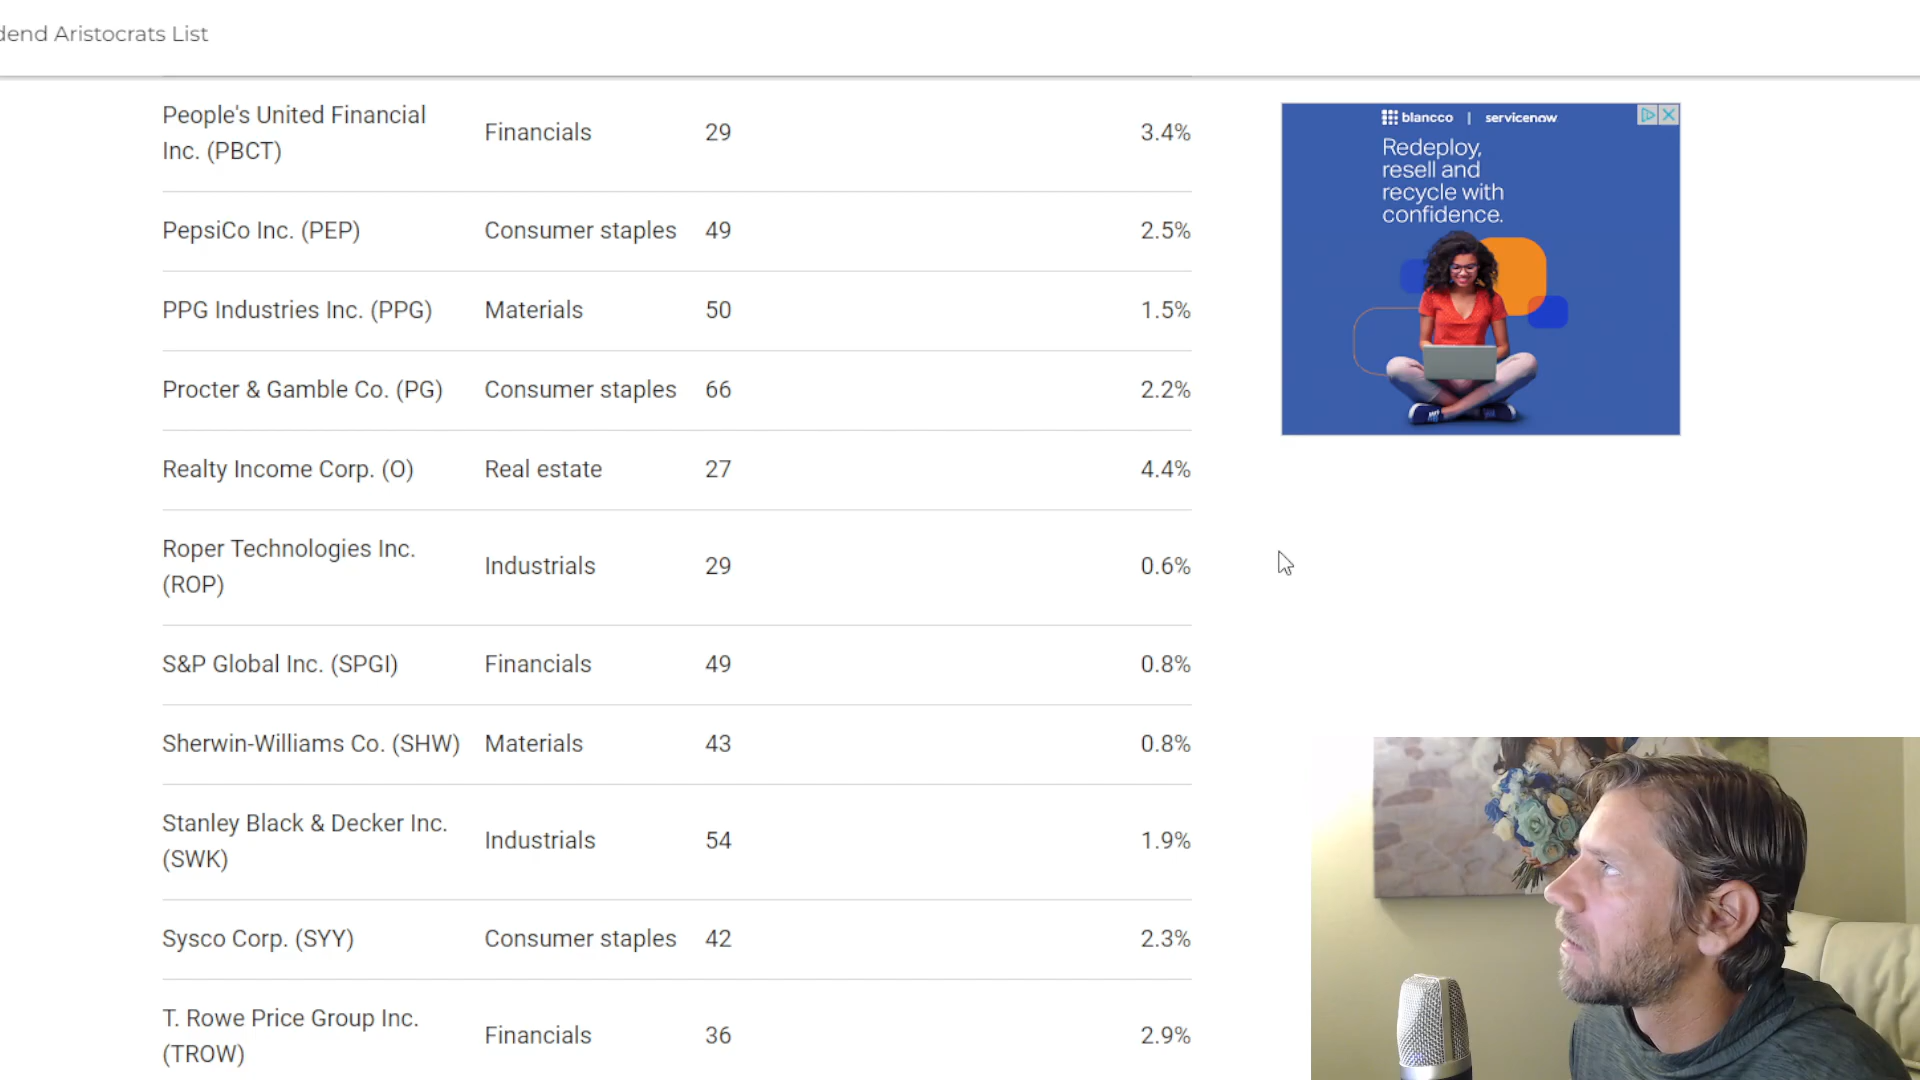 dend Aristocrats List
People's United Financial
Inc. (PBCT)
Financials
29
3.4%
PepsiCo Inc. (PEP)
Consumer staples
49
2.5%
PPG Industries Inc. (PPG)
Materials
50
1.5%
Procter & Gamble Co. (PG)
Consumer staples
66
2.2%
Realty Income Corp. (O)
Real estate
27
4.4%
Roper Technologies Inc.
(ROP)
Industrials
29
0.6%
S&P Global Inc. (SPGI)
Financials
49
0.8%
Sherwin-Williams Co. (SHW)
Materials
43
0.8%
Stanley Black & Decker Inc.
(SWK)
Industrials
54
1.9%
Sysco Corp. (SYY)
Consumer staples
42
2.3%
T. Rowe Price Group Inc.
(TROW)
Financials
36
2.9%
blancco | servicenow
Redeploy,
resell and
recycle with
confidence.